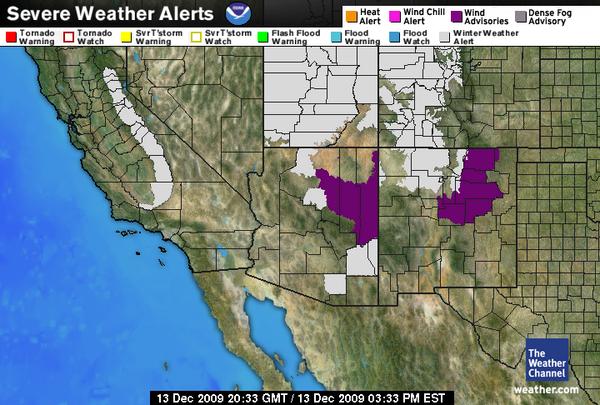 Severe Weather Alerts
Heat Alert
Wind Chill Alert
Wind Advisories
Dense Fog Advisory
Tornado Warning
Tornado Watch
SvrT'storm Warning
SvrT'storm Watch
Flash Flood Warning
Flood Warning
Flood Watch
Winter Weather Alert
The
Weather
Channel
weather.com
13 Dec 2009 20:33 GMT / 13 Dec 2009 03:33 PM EST